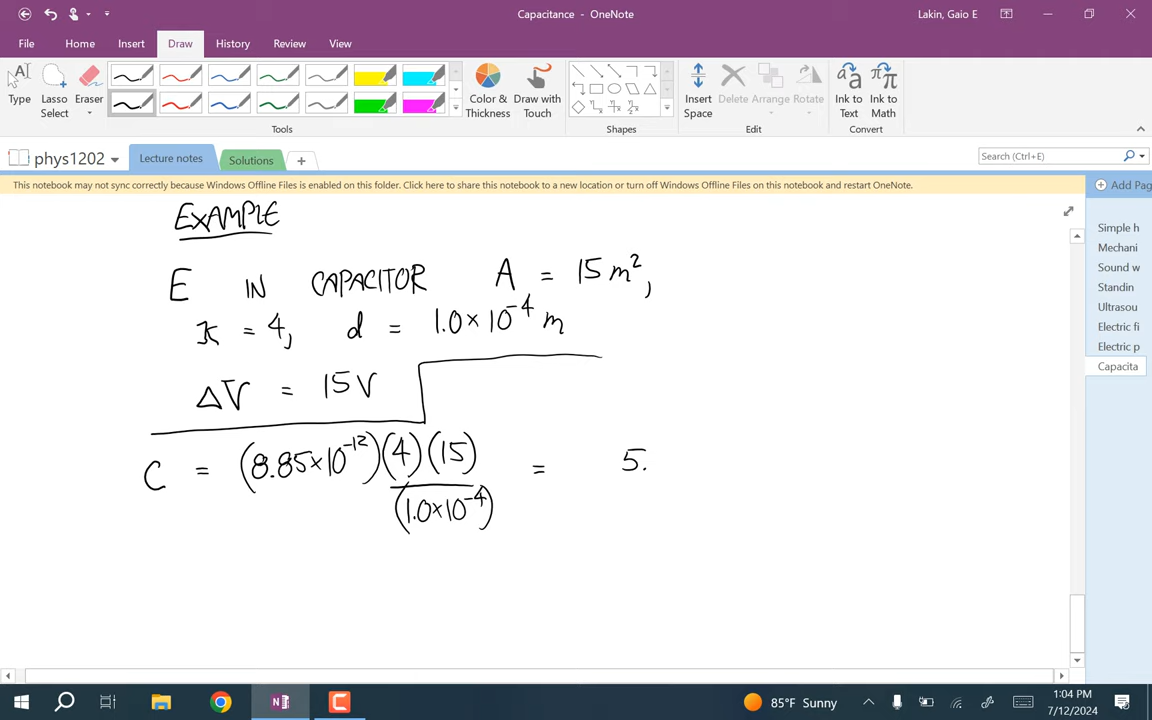 Capacitance - OneNote
Lakin, Gaio E
File Home Insert Draw History Review View
Type
Lasso Select
Eraser
Color & Thickness
Draw with Touch
Insert Space
Delete
Arrange
Rotate
Ink to Text
Ink to Math
Tools
Shapes
Edit
Convert
phys1202
Lecture notes
Solutions
Search (Ctrl+E)
This notebook may not sync correctly because Windows Offline Files is enabled on this folder. Click here to share this notebook to a new location or turn off Windows Offline Files on this notebook and restart OneNote.
Add Pag
Simple h
Mechani
Sound w
Standin
Ultrasou
Electric fi
Electric p
Capacita
EXAMPLE
E IN CAPACITOR A = 15 m²,
κ = 4, d = 1.0×10⁻⁴ m
ΔV = 15V
C = (8.85×10⁻¹²)(4)(15) = 5.
(1.0×10⁻⁴)
85°F Sunny
1:04 PM
7/12/2024